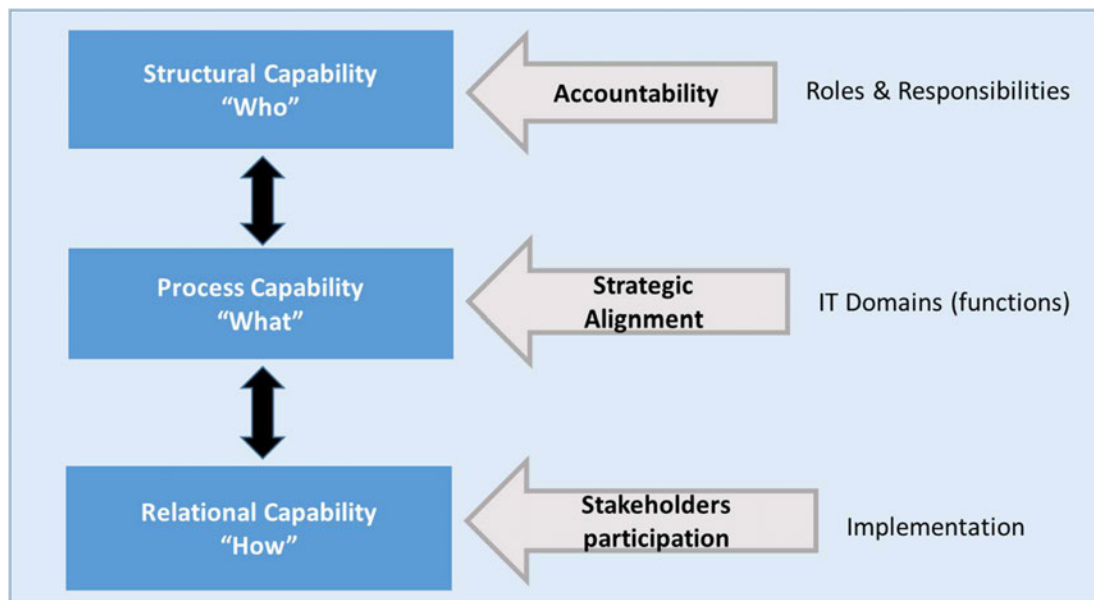 Structural Capability
“Who”
Accountability
Roles & Responsibilities
Process Capability
“What”
Strategic
Alignment
IT Domains (functions)
Relational Capability
“How”
Stakeholders
participation
Implementation